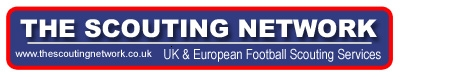 THE SCOUTING NETWORK
www.thescoutingnetwork.co.uk UK & European Football Scouting Services